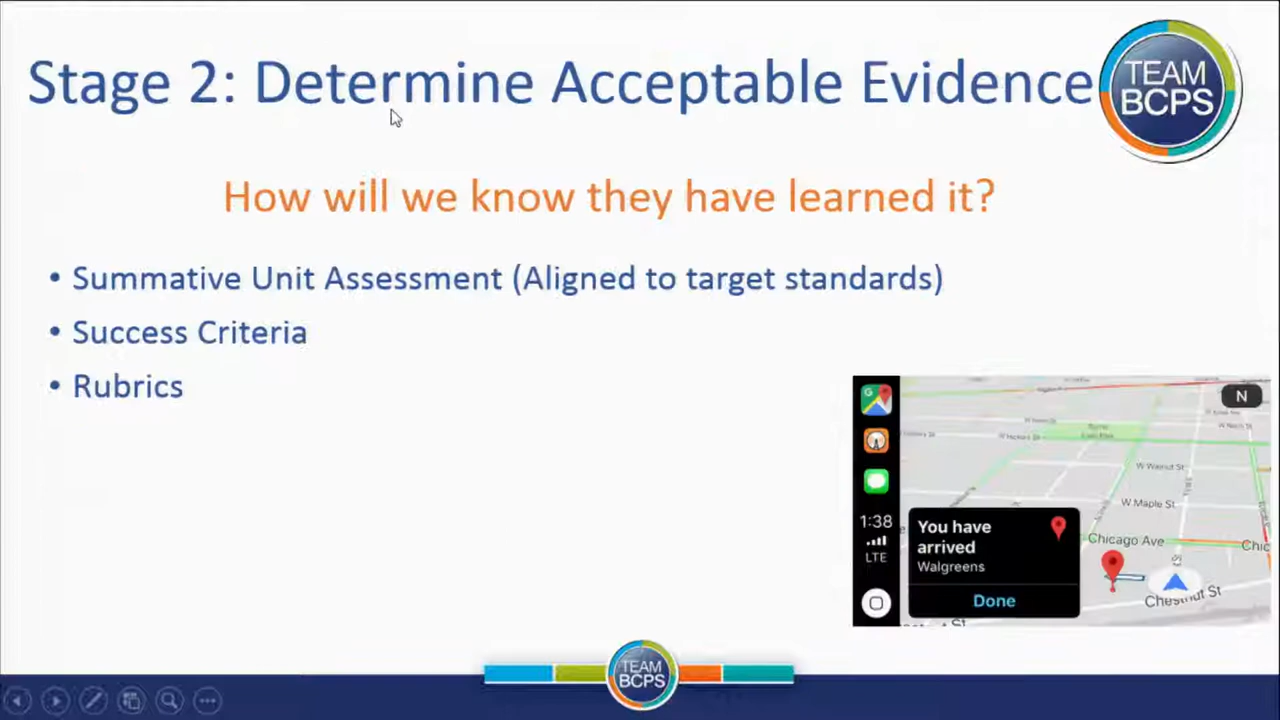 Stage 2: Determine Acceptable Evidence
TEAM
BCPS
How will we know they have learned it?
• Summative Unit Assessment (Aligned to target standards)
• Success Criteria
• Rubrics
N
W Walnut St
W Maple St
1:38
LTE
You have
arrived
Walgreens
Done
Chicago Ave
Chic
Chestnut St
TEAM
BCPS